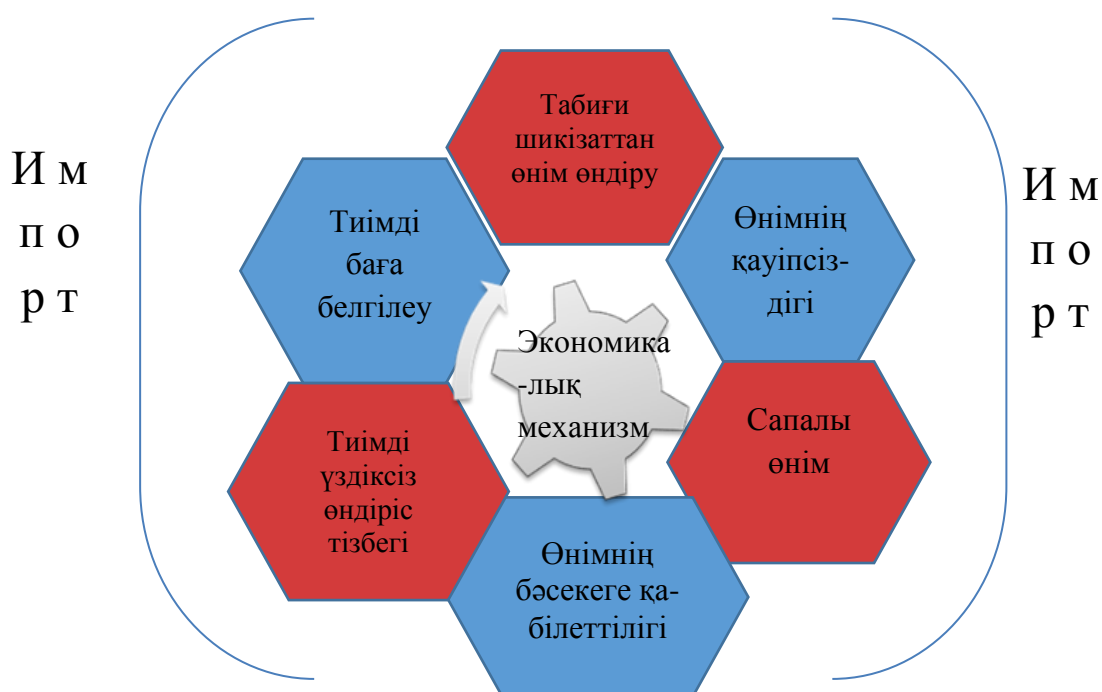 Табиғи
шикізаттан
өнім өндіру
И м
п о
р т
Тиімді
баға
белгілеу
Өнімнің
қауіпсіз-
дігі
И м
п о
р т
Экономика
-лық
механизм
Тиімді
үздіксіз
өндіріс
тізбегі
Сапалы
өнім
Өнімнің
бәсекеге қа-
білеттілігі